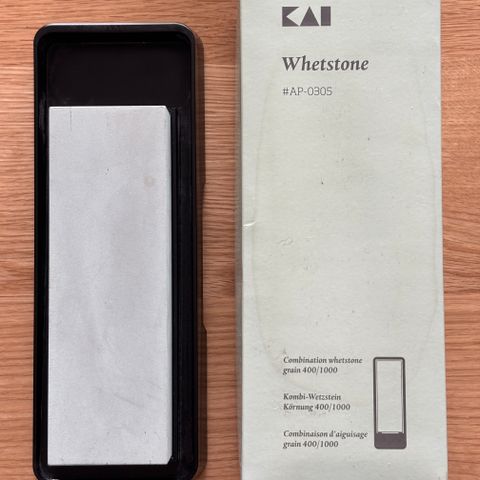 KAI
Whetstone
#AP-0305
Combination whetstone
grain 400/1000
Kombi-Wetzstein
Körnung 400/1000
Combinaison d'aiguisage
grain 400/1000